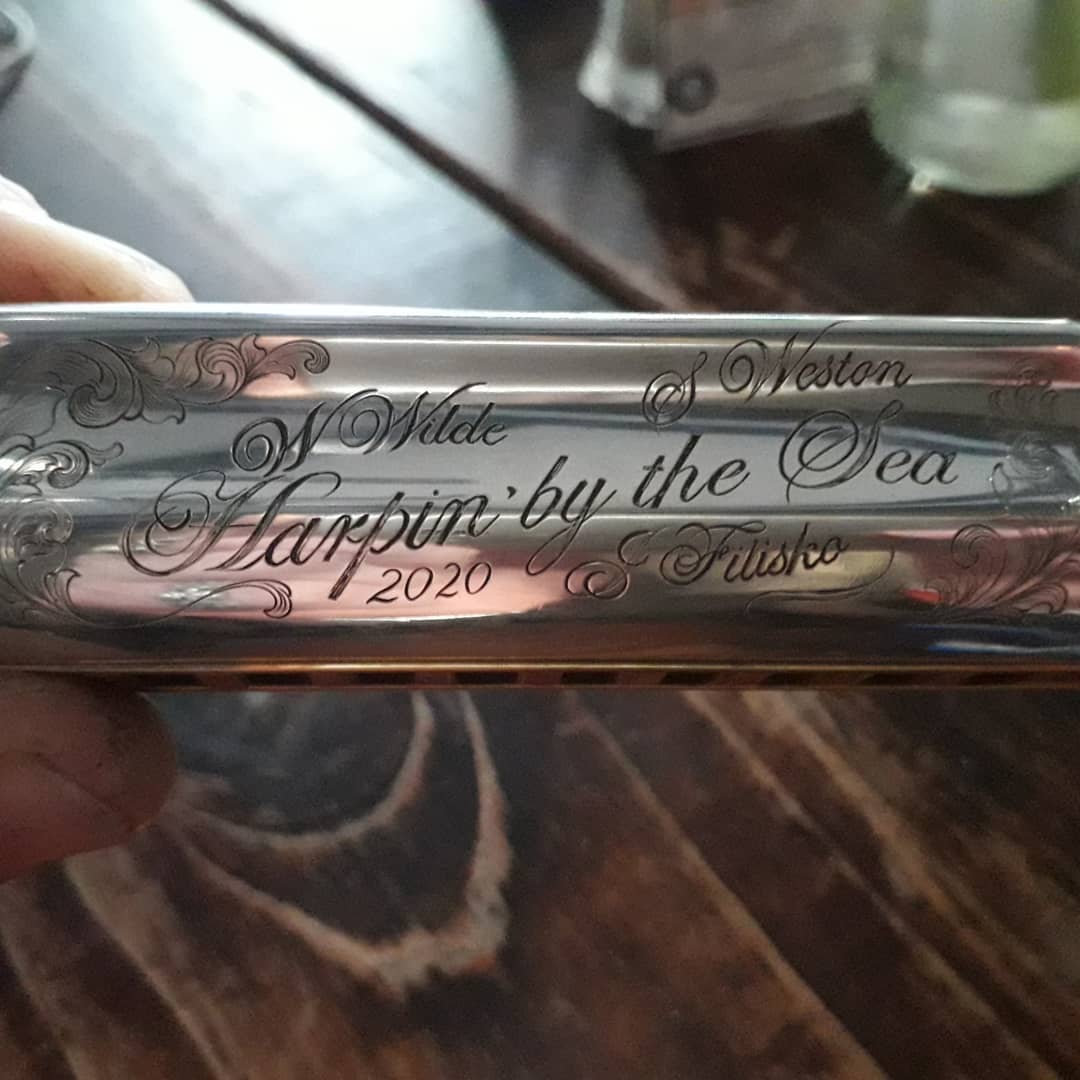 W Wilde
S Weston
Harpin' by the Sea
2020
S Filisko